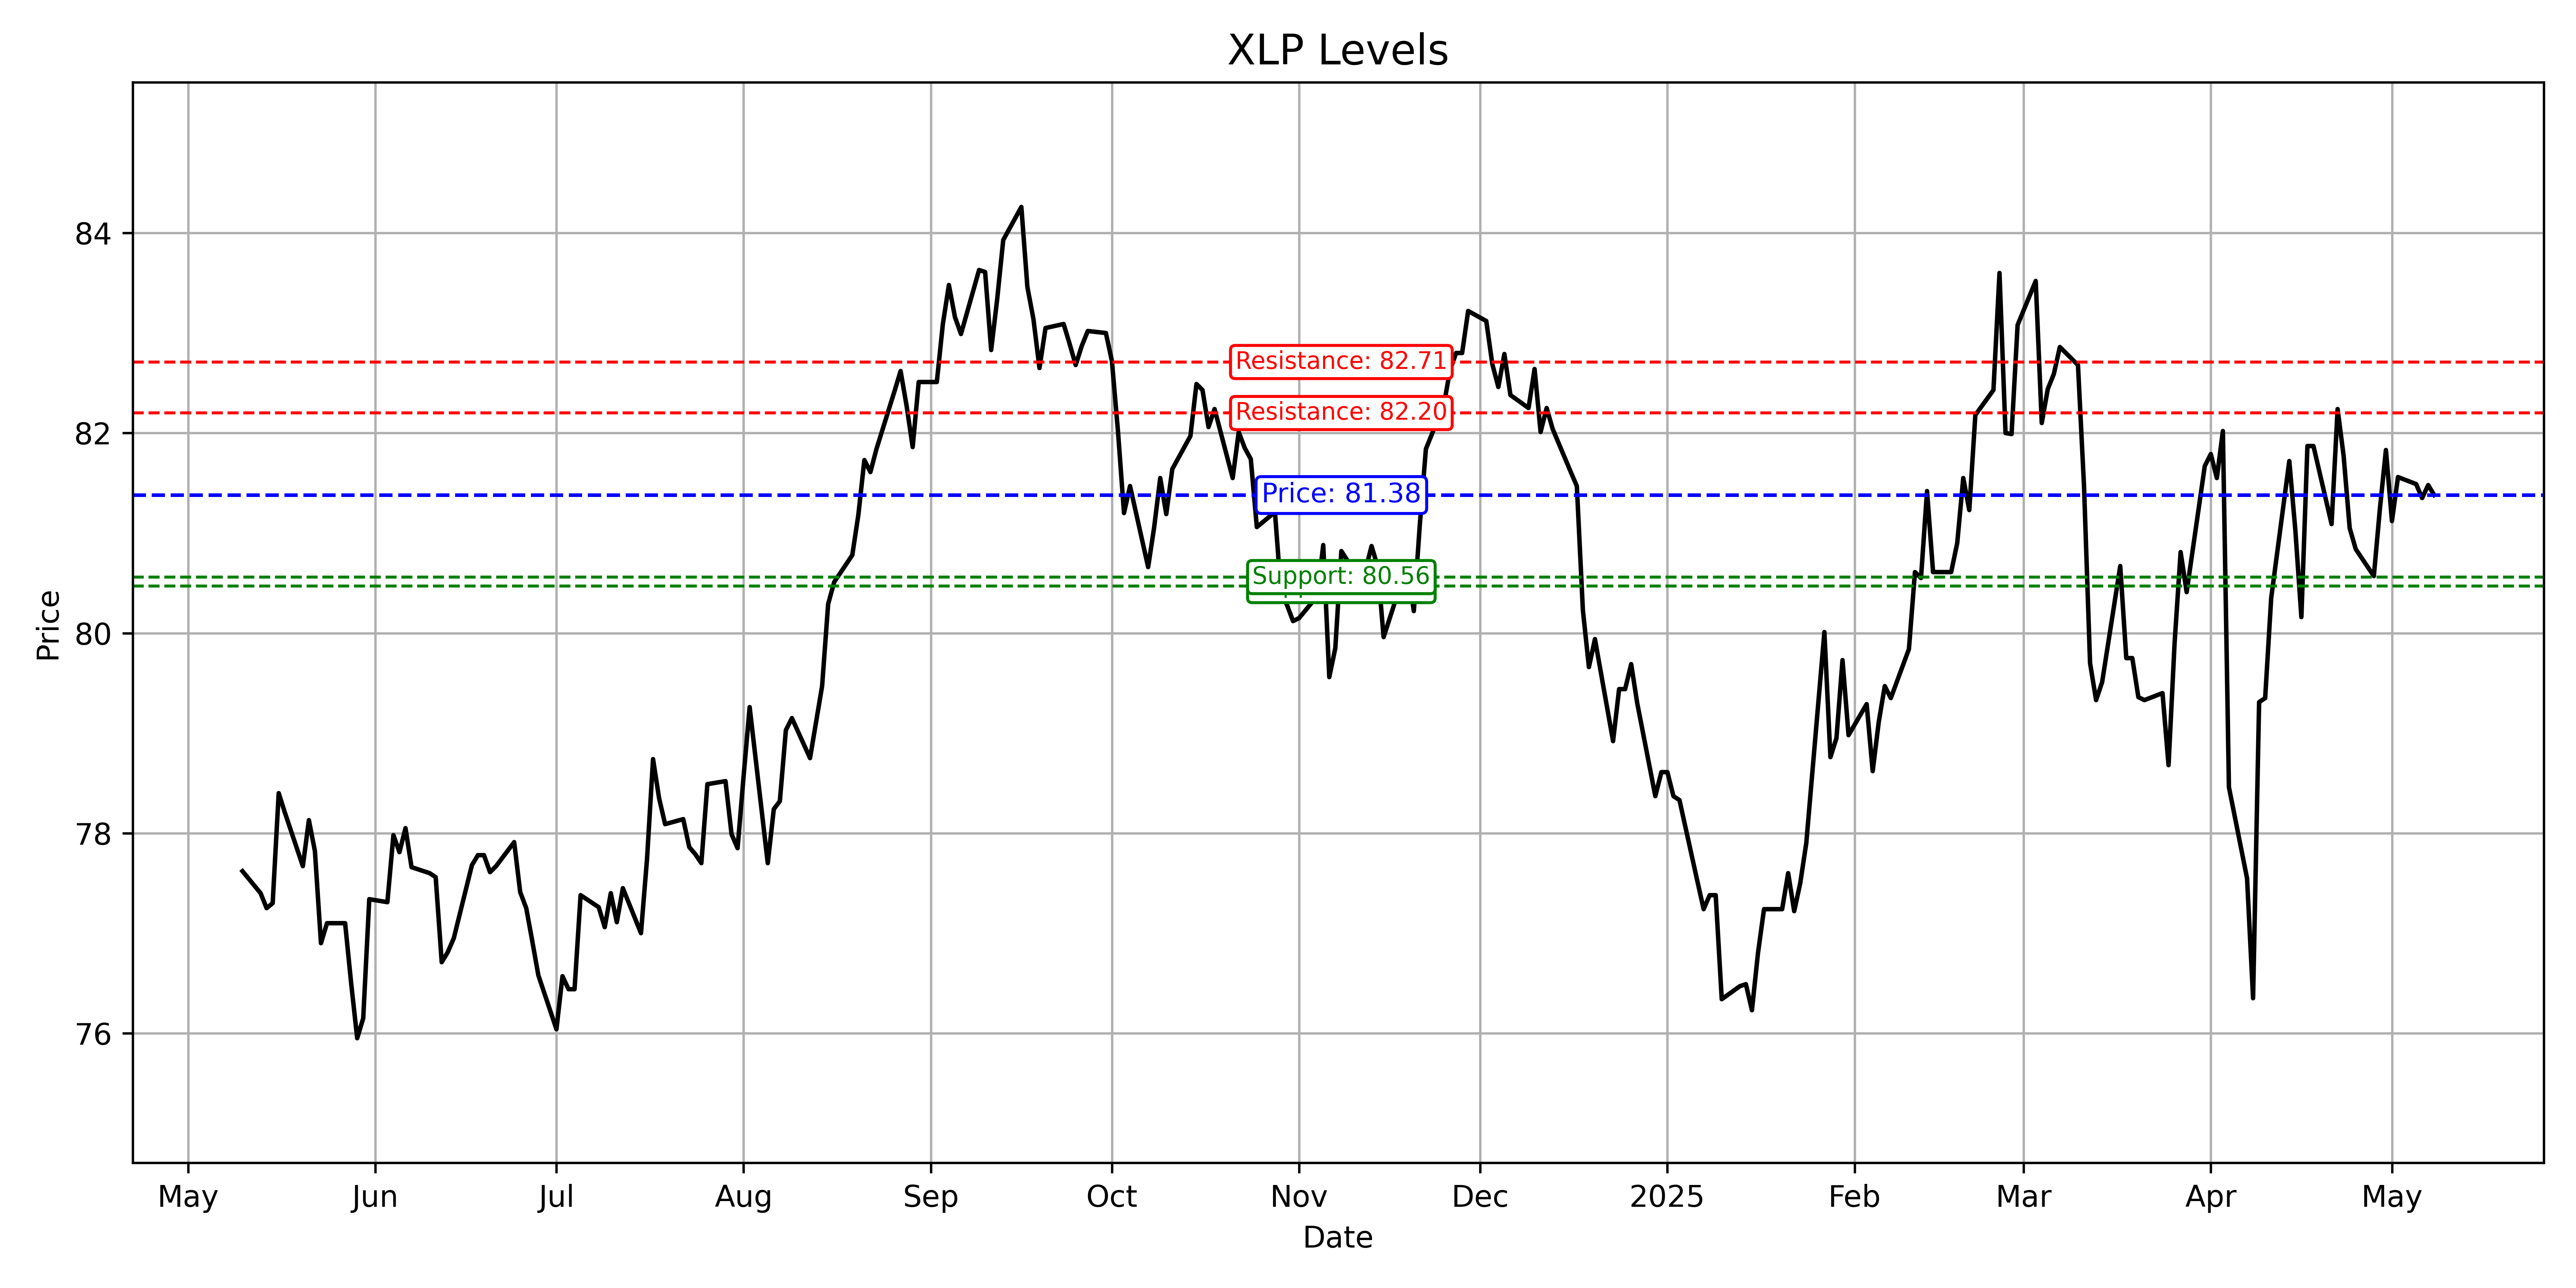 XLP Levels
84
82
80
78
76
Price
Resistance: 82.71
Resistance: 82.20
Price: 81.38
Support: 80.56
May Jun Jul Aug Sep Oct Nov Dec 2025 Feb Mar Apr May
Date